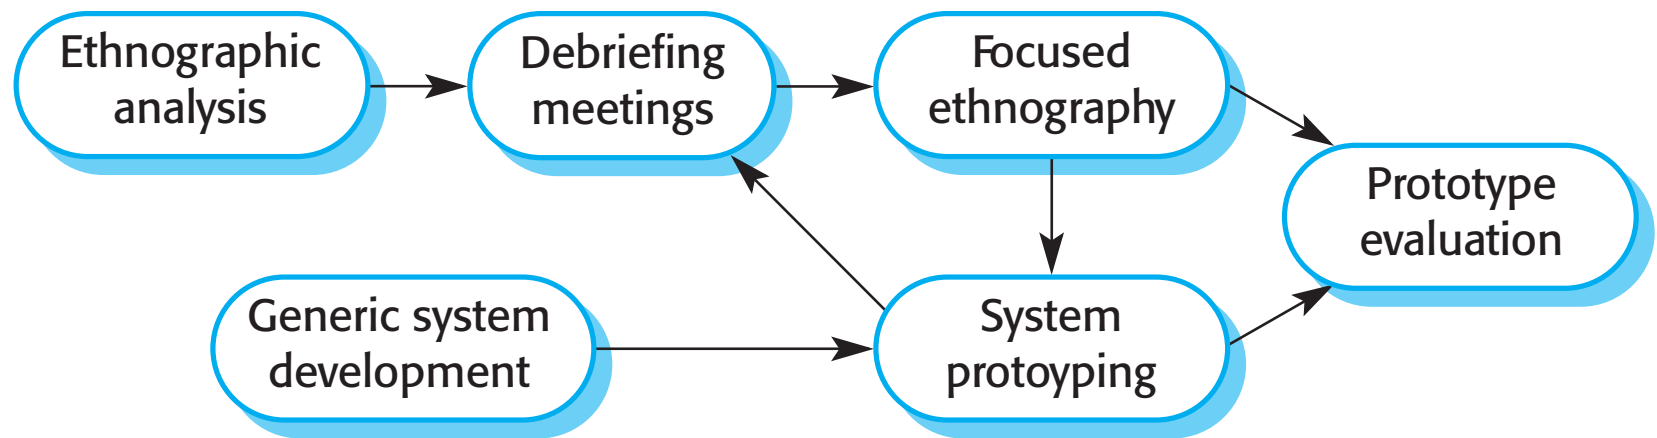 Ethnographic
analysis
Debriefing
meetings
Focused
ethnography
Prototype
evaluation
Generic system
development
System
protoyping